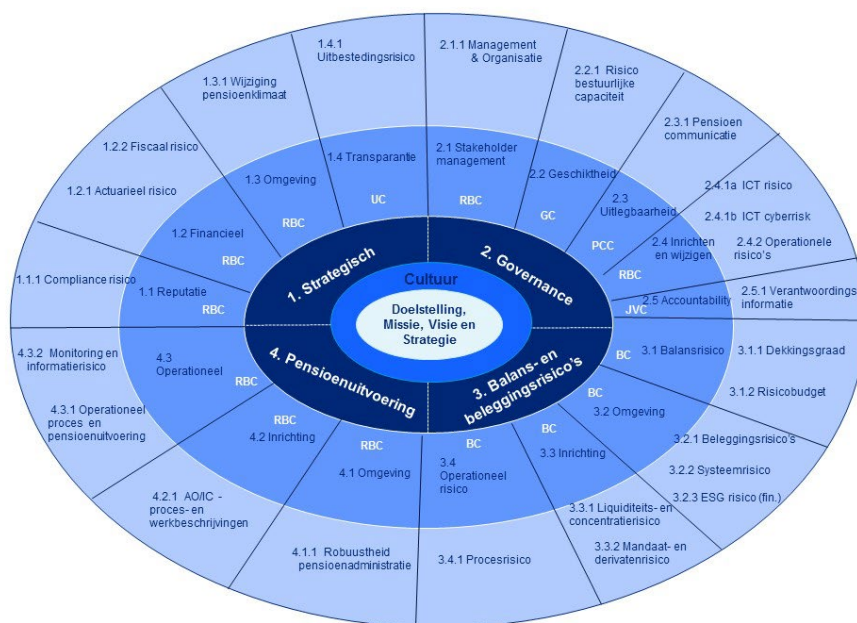 Doelstelling,
Missie, Visie en
Strategie
Cultuur
1. Strategisch
1.1 Reputatie
RBC
1.1.1 Compliance risico
1.2 Financieel
RBC
1.2.1 Actuarieel risico
1.2.2 Fiscaal risico
1.3 Omgeving
RBC
1.3.1 Wijziging
pensioenklimaat
1.4 Transparantie
UC
1.4.1
Uitbestedingsrisico
2. Governance
2.1 Stakeholder
management
RBC
2.1.1 Management
& Organisatie
2.2 Geschiktheid
GC
2.2.1 Risico
bestuurlijke
capaciteit
2.3
Uitlegbaarheid
PCC
2.3.1 Pensioen
communicatie
2.4 Inrichten
en wijzigen
RBC
2.4.1a ICT risico
2.4.1b ICT cyberrisk
2.4.2 Operationele
risico's
2.5 Accountability
JVC
2.5.1 Verantwoordings
informatie
3. Balans- en
beleggingsrisico's
3.1 Balansrisico
BC
3.1.1 Dekkingsgraad
3.1.2 Risicobudget
3.2 Omgeving
BC
3.2.1 Beleggingsrisico's
3.2.2 Systeemrisico
3.2.3 ESG risico (fin.)
3.3 Inrichting
BC
3.3.1 Liquiditeits- en
concentratierisico
3.3.2 Mandaat- en
derivatenrisico
3.4
Operationeel
risico
BC
3.4.1 Procesrisico
4. Pensioenuitvoering
4.1 Omgeving
RBC
4.1.1 Robuustheid
pensioenadministratie
4.2 Inrichting
RBC
4.2.1 AO/IC -
proces- en
werkbeschrijvingen
4.3
Operationeel
RBC
4.3.1 Operationeel
proces en
pensioenuitvoering
4.3.2 Monitoring en
informatierisico